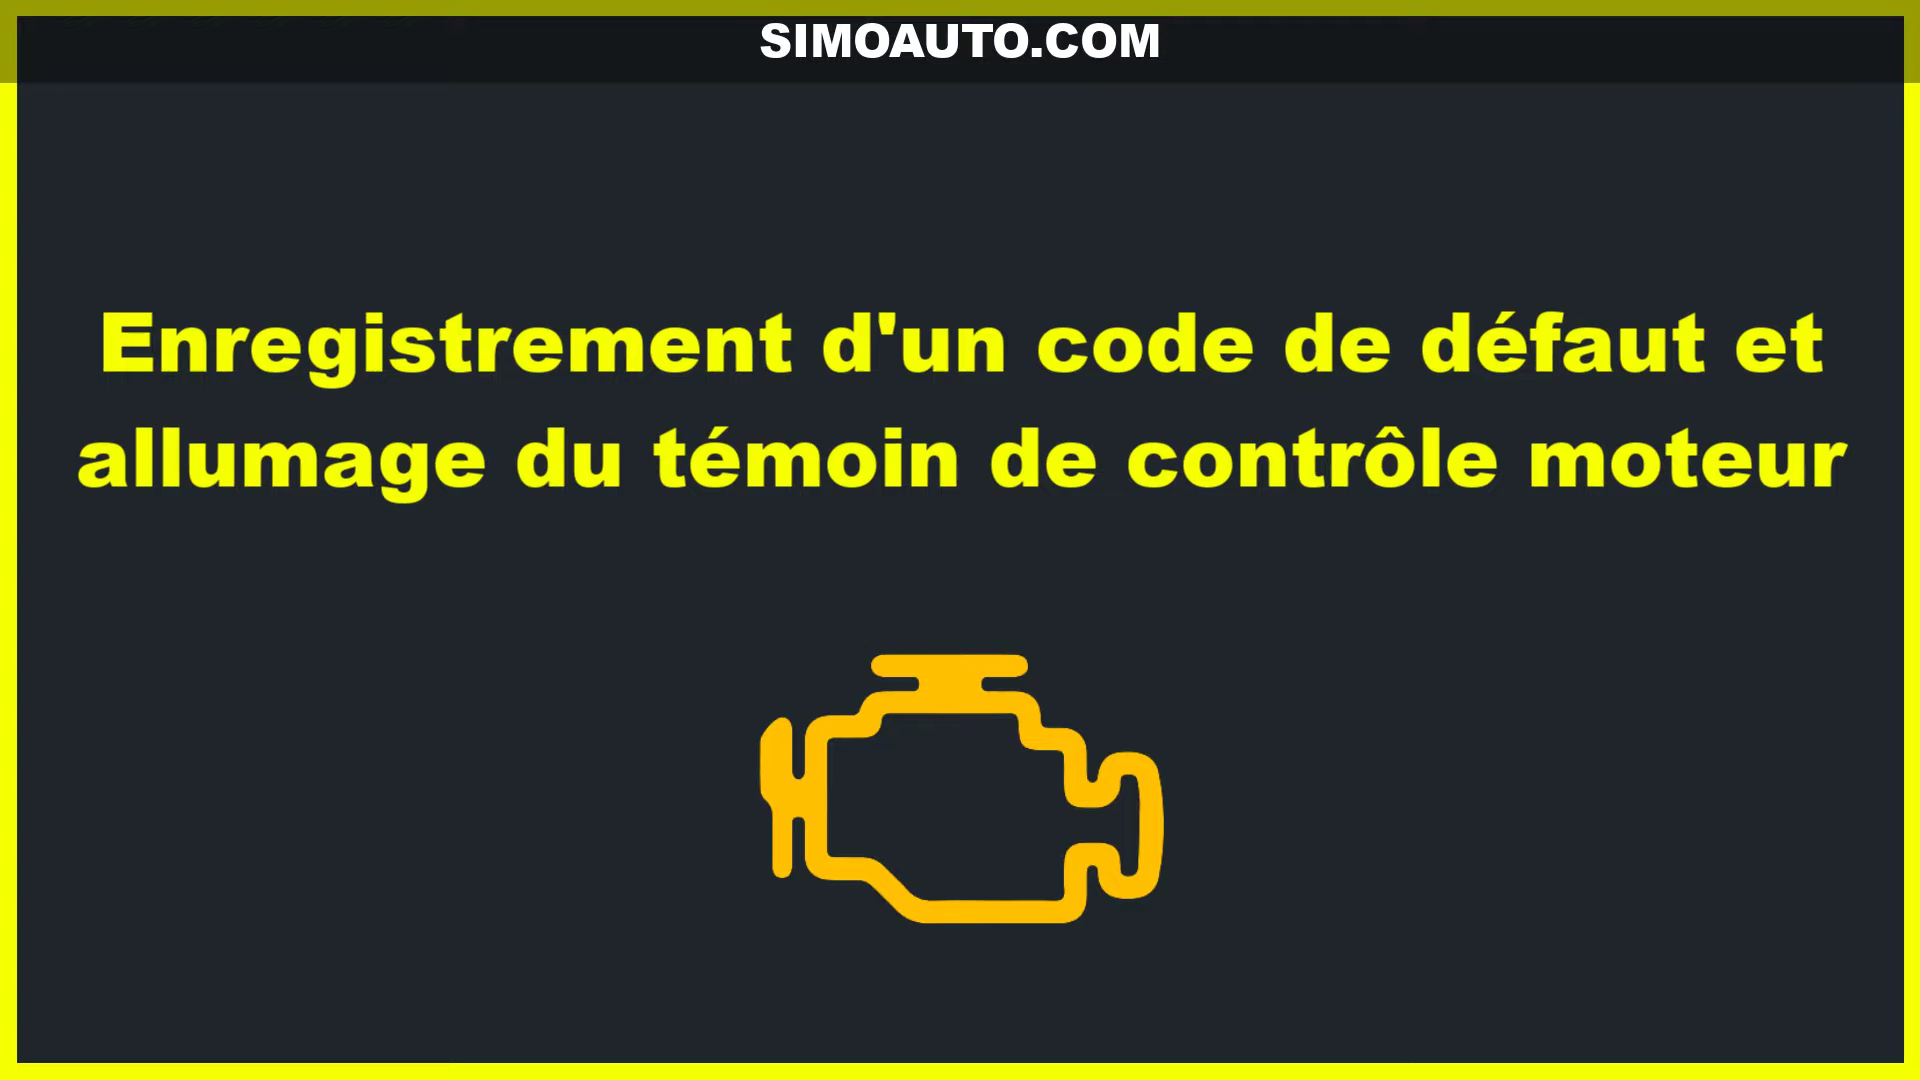 SIMOAUTO.COM
Enregistrement d'un code de défaut et
allumage du témoin de contrôle moteur